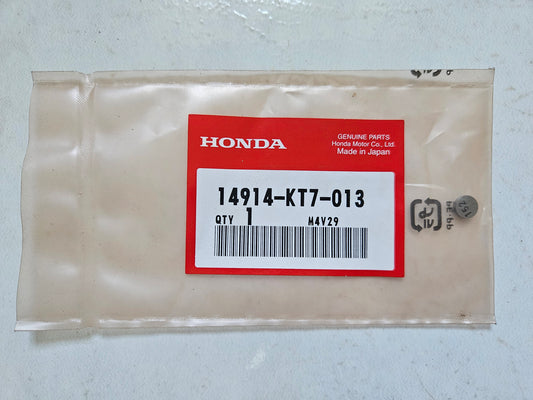 HONDA
GENUINE PARTS
Honda Motor Co., Ltd.
Made in Japan
14914-KT7-013
QTY 1 M4V29